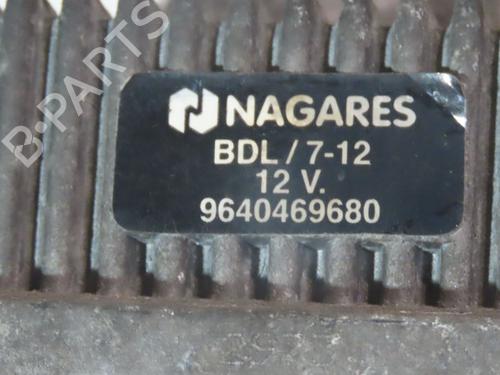 B-PARTS
NAGARES
BDL / 7-12
12 V.
9640469680